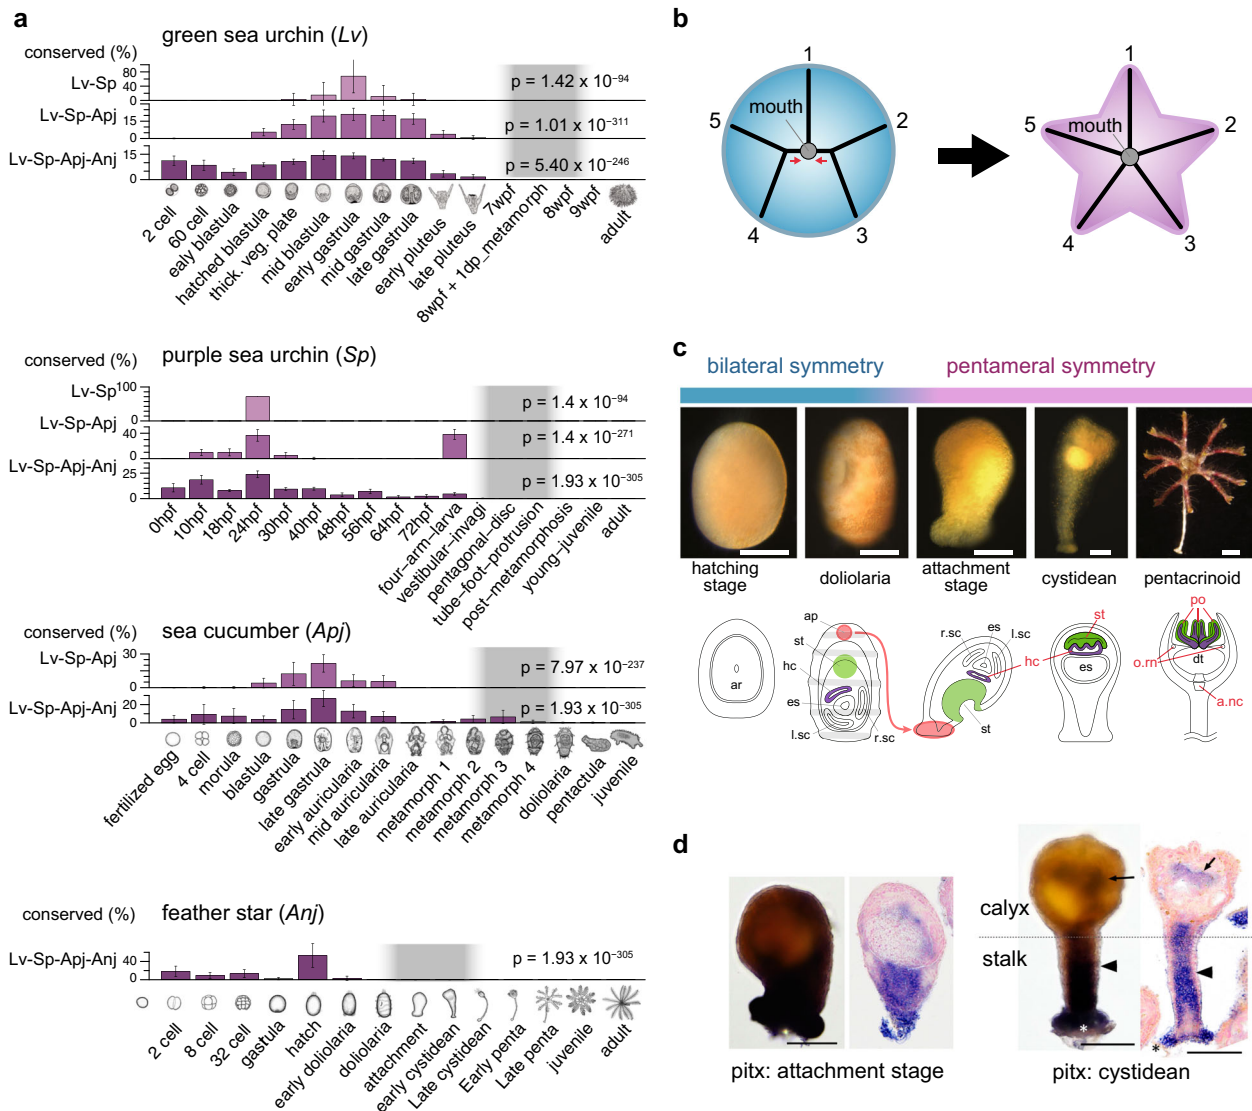 a
green sea urchin (Lv)
conserved (%)
80
40
0
Lv-Sp
p = 1.42 x 10⁻⁹⁴
Lv-Sp-Apj
15
0
p = 1.01 x 10⁻³¹¹
Lv-Sp-Apj-Anj
15
0
p = 5.40 x 10⁻²⁴⁶
2 cell
60 cell
ealy blastula
hatched blastula
thick. veg. plate
mid blastula
early gastrula
mid gastrula
late gastrula
early pluteus
late pluteus
7wpf
8wpf + 1dp_metamorph
8wpf
9wpf
adult
purple sea urchin (Sp)
conserved (%)
Lv-Sp
100
0
p = 1.4 x 10⁻⁹⁴
Lv-Sp-Apj
40
0
p = 1.4 x 10⁻²⁷¹
Lv-Sp-Apj-Anj
50
25
0
p = 1.93 x 10⁻³⁰⁵
0hpf
10hpf
18hpf
24hpf
30hpf
40hpf
48hpf
56hpf
64hpf
72hpf
four-arm-larva
vestibular-invagi
pentagonal-disc
tube-foot-protrusion
post-metamorphosis
young-juvenile
adult
sea cucumber (Apj)
conserved (%)
30
0
Lv-Sp-Apj
p = 7.97 x 10⁻²³⁷
Lv-Sp-Apj-Anj
20
0
p = 1.93 x 10⁻³⁰⁵
fertilized egg
4 cell
morula
blastula
gastrula
late gastrula
early auricularia
mid auricularia
late auricularia
metamorph 1
metamorph 2
metamorph 3
metamorph 4
doliolaria
pentactula
juvenile
feather star (Anj)
conserved (%)
Lv-Sp-Apj-Anj
40
0
p = 1.93 x 10⁻³⁰⁵
2 cell
8 cell
32 cell
gastula
hatch
early doliolaria
doliolaria
attachment
early cystidean
Late cystidean
Early penta
Late penta
juvenile
adult
b
1
mouth
5
2
4
3
1
mouth
5
2
4
3
c
bilateral symmetry
pentameral symmetry
hatching
stage
doliolaria
attachment
stage
cystidean
pentacrinoid
ar
ap
st
hc
es
l.sc
r.sc
r.sc
es
l.sc
hc
st
st
es
po
o.rn
dt
a.nc
d
calyx
stalk
*
*
pitx: attachment stage
pitx: cystidean